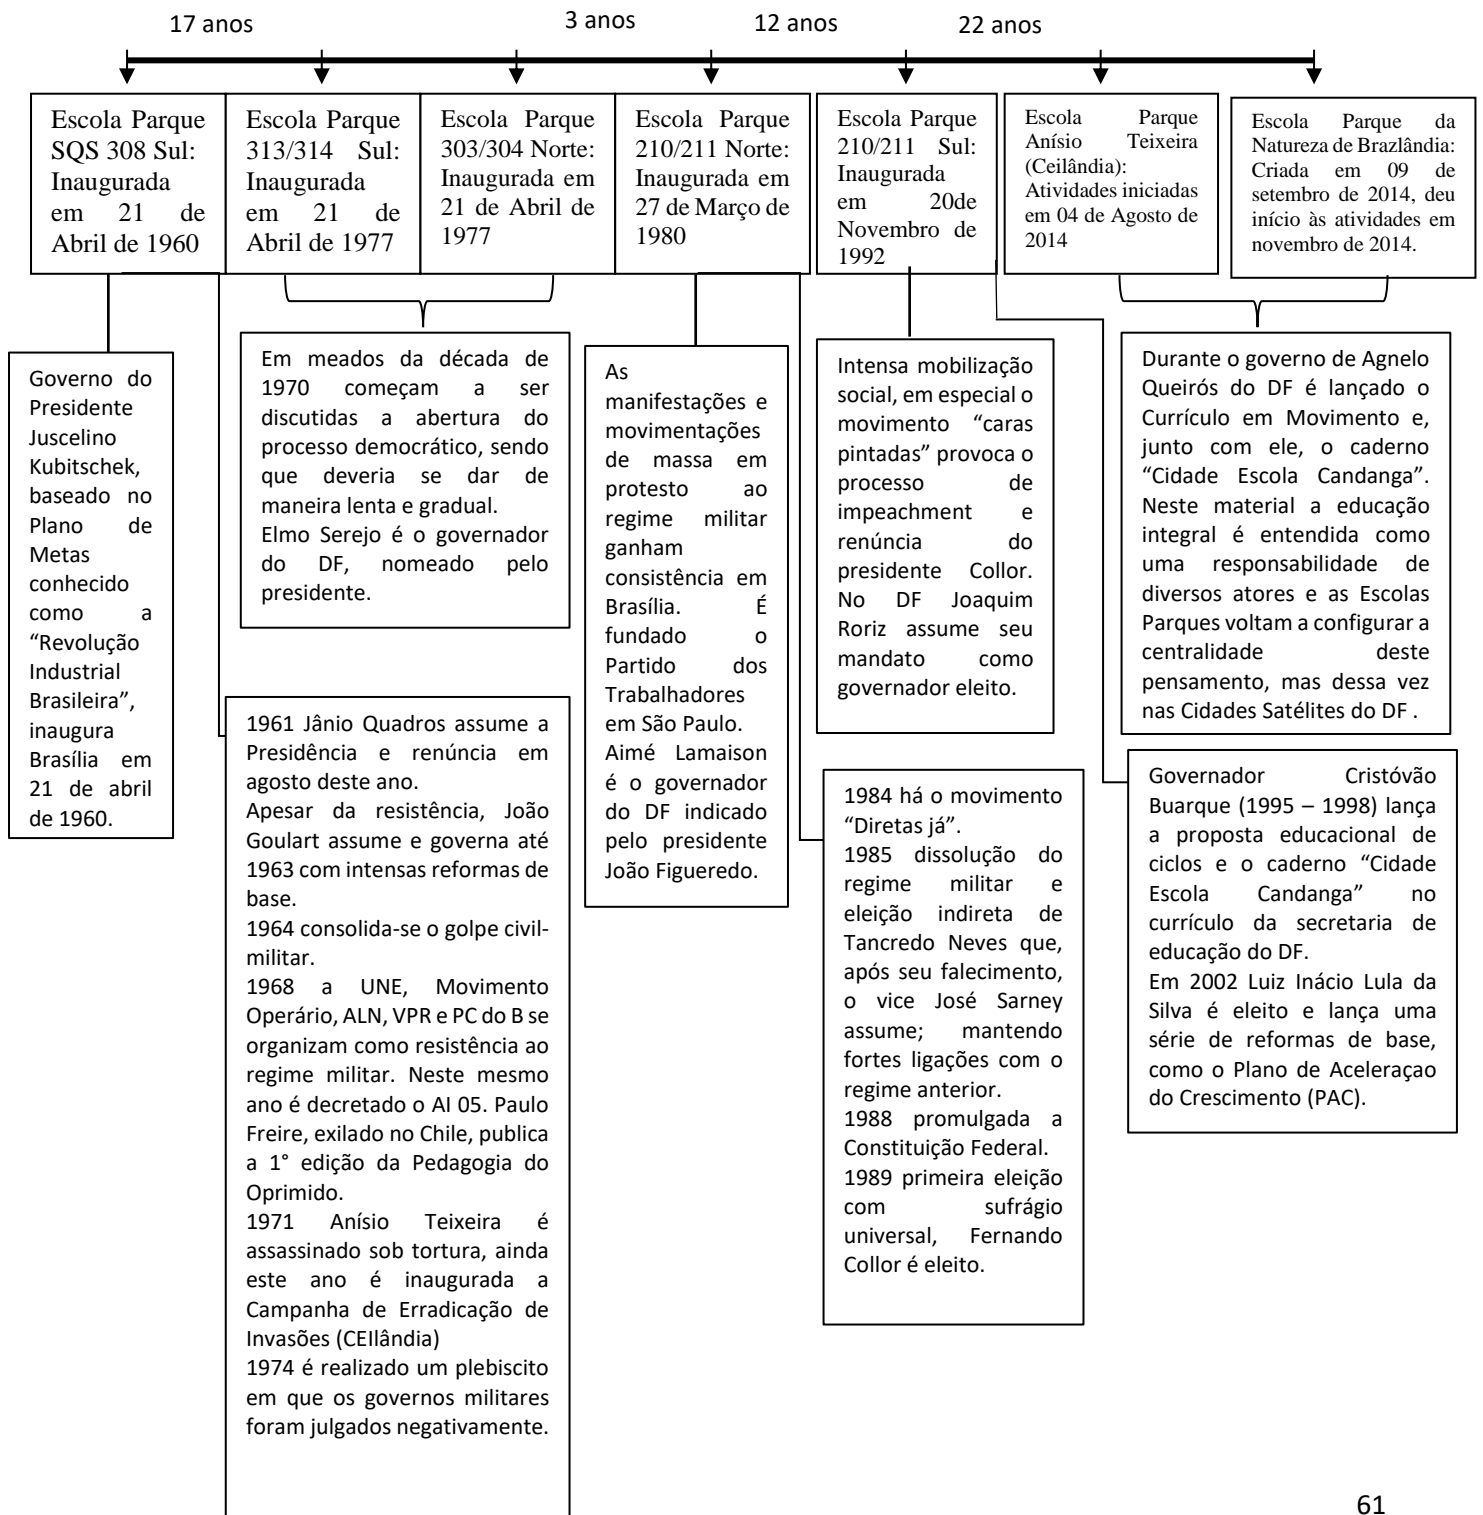 17 anos
3 anos
12 anos
22 anos
Escola Parque
SQS 308 Sul:
Inaugurada
em 21 de
Abril de 1960
Escola Parque
313/314 Sul:
Inaugurada
em 21 de
Abril de 1977
Escola Parque
303/304 Norte:
Inaugurada em
21 de Abril de
1977
Escola Parque
210/211 Norte:
Inaugurada em
27 de Março de
1980
Escola Parque
210/211 Sul:
Inaugurada
em 20de
Novembro de
1992
Escola Parque
Anísio Teixeira
(Ceilândia):
Atividades iniciadas
em 04 de Agosto de
2014
Escola Parque da
Natureza de Brazlândia:
Criada em 09 de
setembro de 2014, deu
início às atividades em
novembro de 2014.
Governo do
Presidente
Juscelino
Kubitschek,
baseado no
Plano de
Metas
conhecido
como a
“Revolução
Industrial
Brasileira”,
inaugura
Brasília em
21 de abril
de 1960.
Em meados da década de
1970 começam a ser
discutidas a abertura do
processo democrático, sendo
que deveria se dar de
maneira lenta e gradual.
Elmo Serejo é o governador
do DF, nomeado pelo
presidente.
As
manifestações e
movimentações
de massa em
protesto ao
regime militar
ganham
consistência em
Brasília. É
fundado o
Partido dos
Trabalhadores
em São Paulo.
Aimé Lamaison
é o governador
do DF indicado
pelo presidente
João Figueredo.
Intensa mobilização
social, em especial o
movimento “caras
pintadas” provoca o
processo de
impeachment e
renúncia do
presidente Collor.
No DF Joaquim
Roriz assume seu
mandato como
governador eleito.
Durante o governo de Agnelo
Queirós do DF é lançado o
Currículo em Movimento e,
junto com ele, o caderno
“Cidade Escola Candanga”.
Neste material a educação
integral é entendida como
uma responsabilidade de
diversos atores e as Escolas
Parques voltam a configurar a
centralidade deste
pensamento, mas dessa vez
nas Cidades Satélites do DF .
1961 Jânio Quadros assume a
Presidência e renúncia em
agosto deste ano.
Apesar da resistência, João
Goulart assume e governa até
1963 com intensas reformas de
base.
1964 consolida-se o golpe civil-
militar.
1968 a UNE, Movimento
Operário, ALN, VPR e PC do B se
organizam como resistência ao
regime militar. Neste mesmo
ano é decretado o AI 05. Paulo
Freire, exilado no Chile, publica
a 1° edição da Pedagogia do
Oprimido.
1971 Anísio Teixeira é
assassinado sob tortura, ainda
este ano é inaugurada a
Campanha de Erradicação de
Invasões (CEIlândia)
1974 é realizado um plebiscito
em que os governos militares
foram julgados negativamente.
1984 há o movimento
“Diretas já”.
1985 dissolução do
regime militar e
eleição indireta de
Tancredo Neves que,
após seu falecimento,
o vice José Sarney
assume; mantendo
fortes ligações com o
regime anterior.
1988 promulgada a
Constituição Federal.
1989 primeira eleição
com sufrágio
universal, Fernando
Collor é eleito.
Governador Cristóvão
Buarque (1995 – 1998) lança
a proposta educacional de
ciclos e o caderno “Cidade
Escola Candanga” no
currículo da secretaria de
educação do DF.
Em 2002 Luiz Inácio Lula da
Silva é eleito e lança uma
série de reformas de base,
como o Plano de Aceleraçao
do Crescimento (PAC).
61